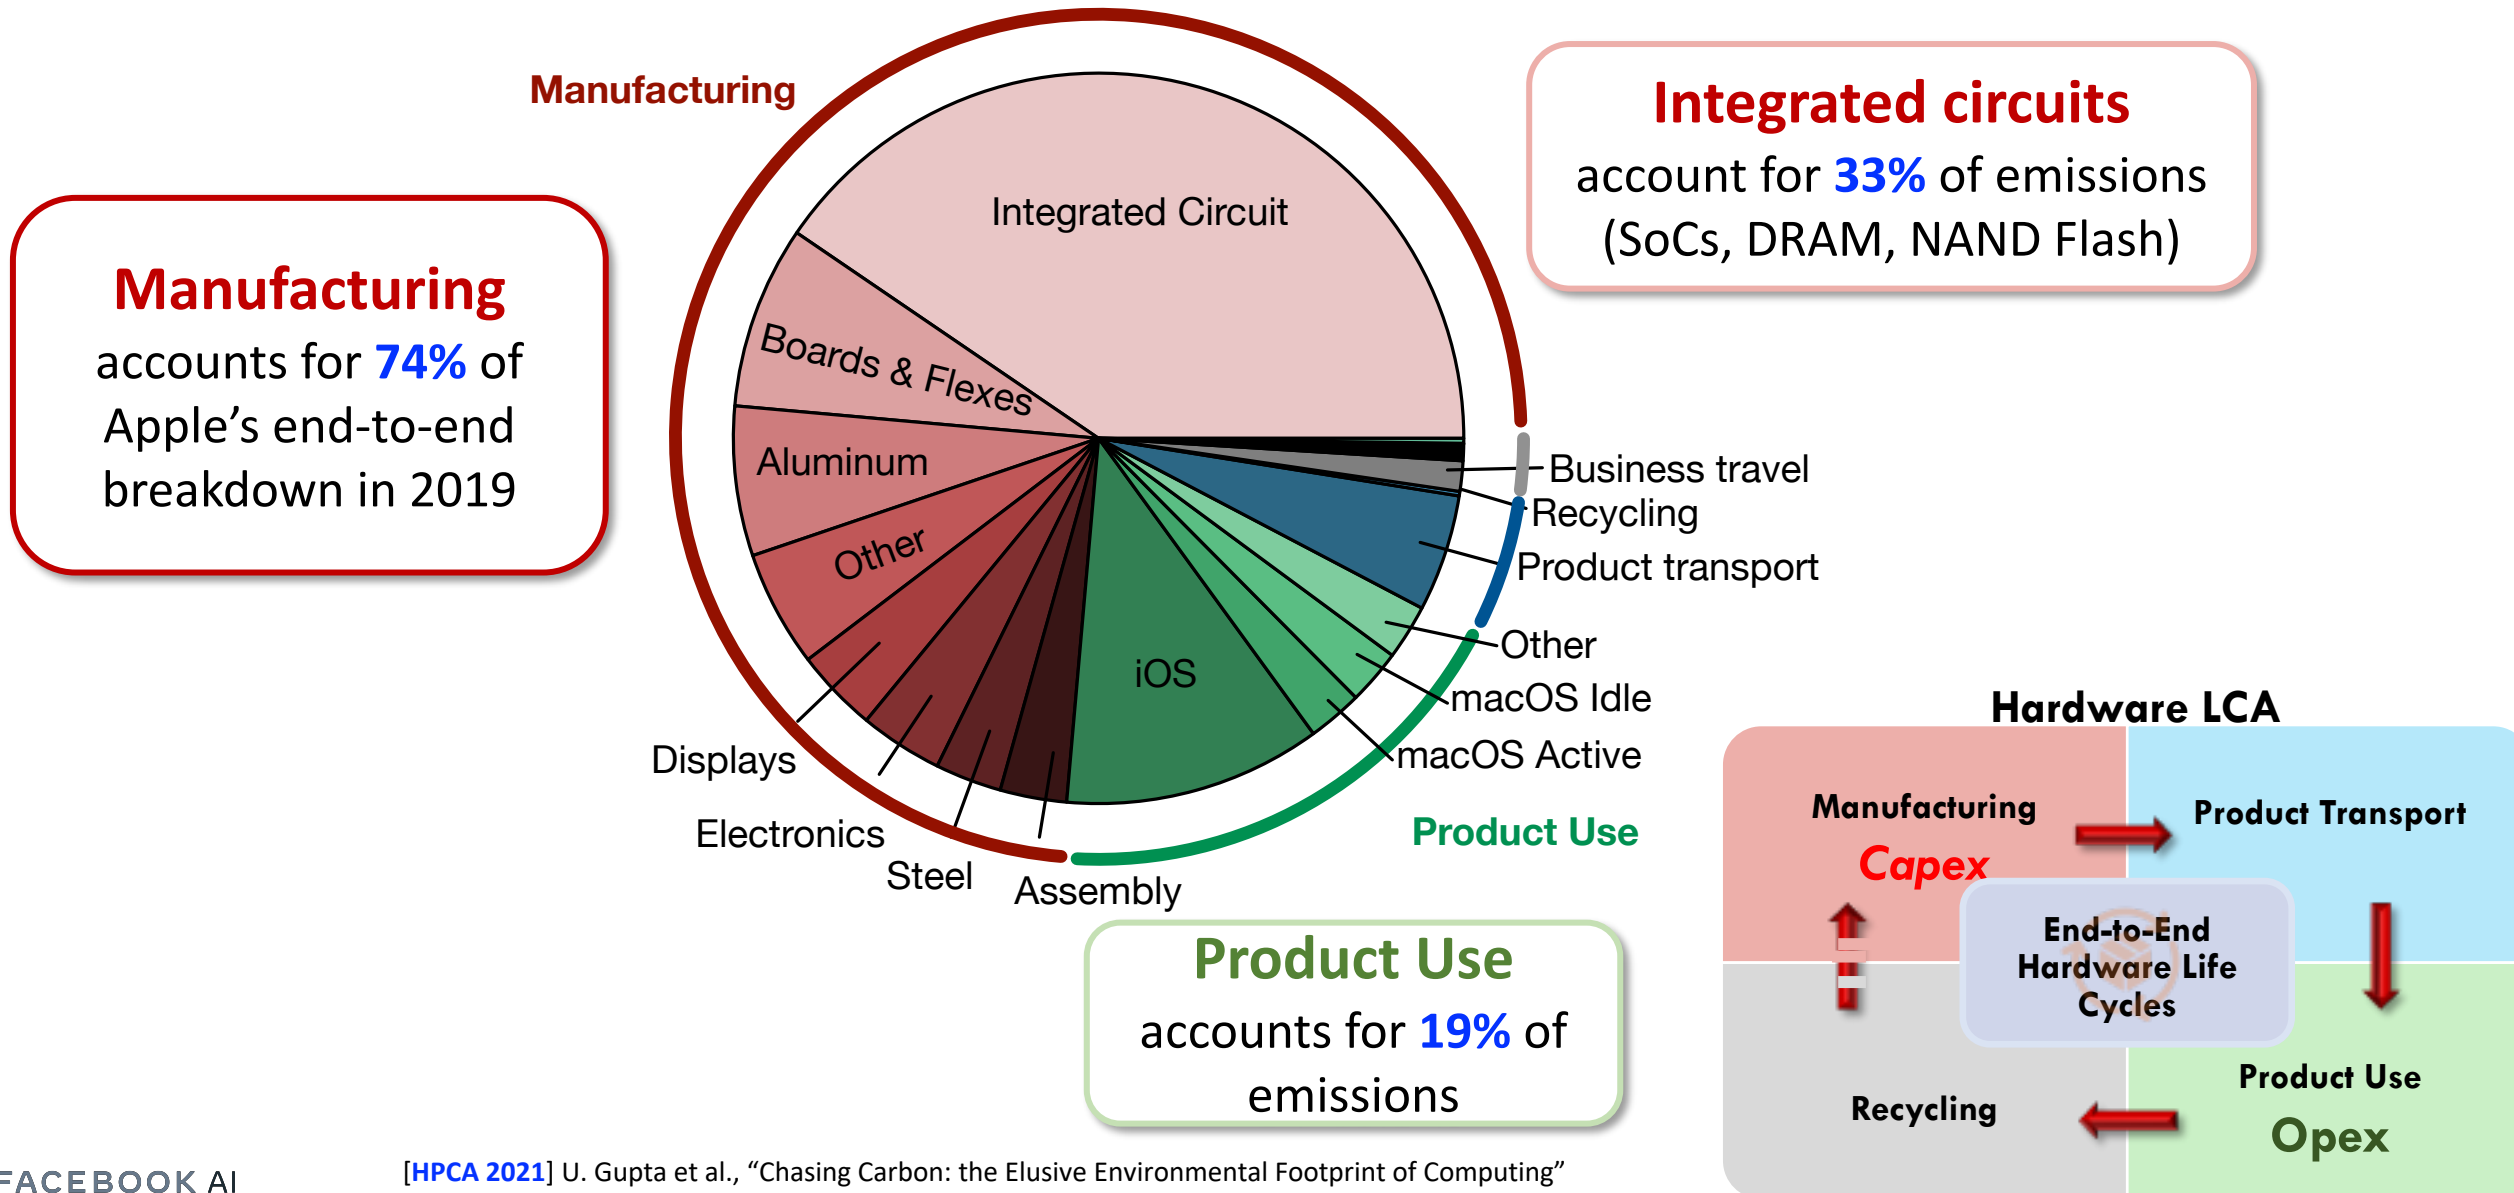 Manufacturing
Integrated circuits
account for 33% of emissions
(SoCs, DRAM, NAND Flash)
Manufacturing
accounts for 74% of
Apple’s end-to-end
breakdown in 2019
Integrated Circuit
Boards & Flexes
Aluminum
Other
Displays
Electronics
Steel
Assembly
iOS
Business travel
Recycling
Product transport
Other
macOS Idle
macOS Active
Product Use
Product Use
accounts for 19% of
emissions
Hardware LCA
Manufacturing
Capex
Product Transport
End-to-End
Hardware Life
Cycles
Recycling
Product Use
Opex
FACEBOOK AI
[HPCA 2021] U. Gupta et al., “Chasing Carbon: the Elusive Environmental Footprint of Computing”